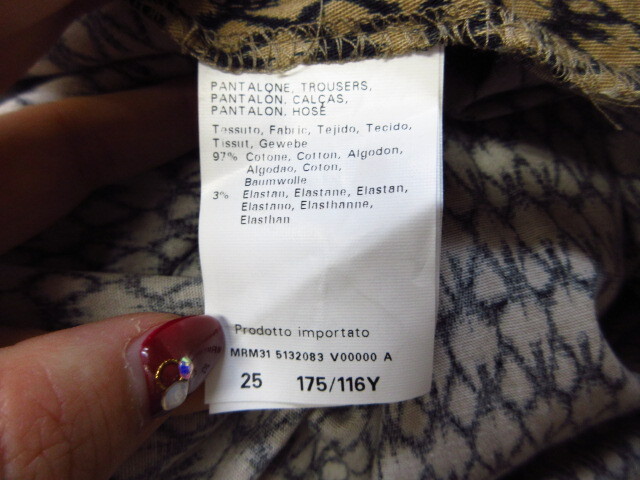 PANTALONE, TROUSERS,
PANTALON, CALÇAS,
PANTALON, HOSE
Tessuto, Fabric, Tejido, Tecido,
Tissut, Gewebe
97% Cotone, Cotton, Algodon,
Algodao, Coton,
Baumwolle
3% Elastan, Elastane, Elastan,
Elastano, Elasthanne,
Elasthan
Prodotto importato
MRM31 5132083 V00000 A
25 175/116Y